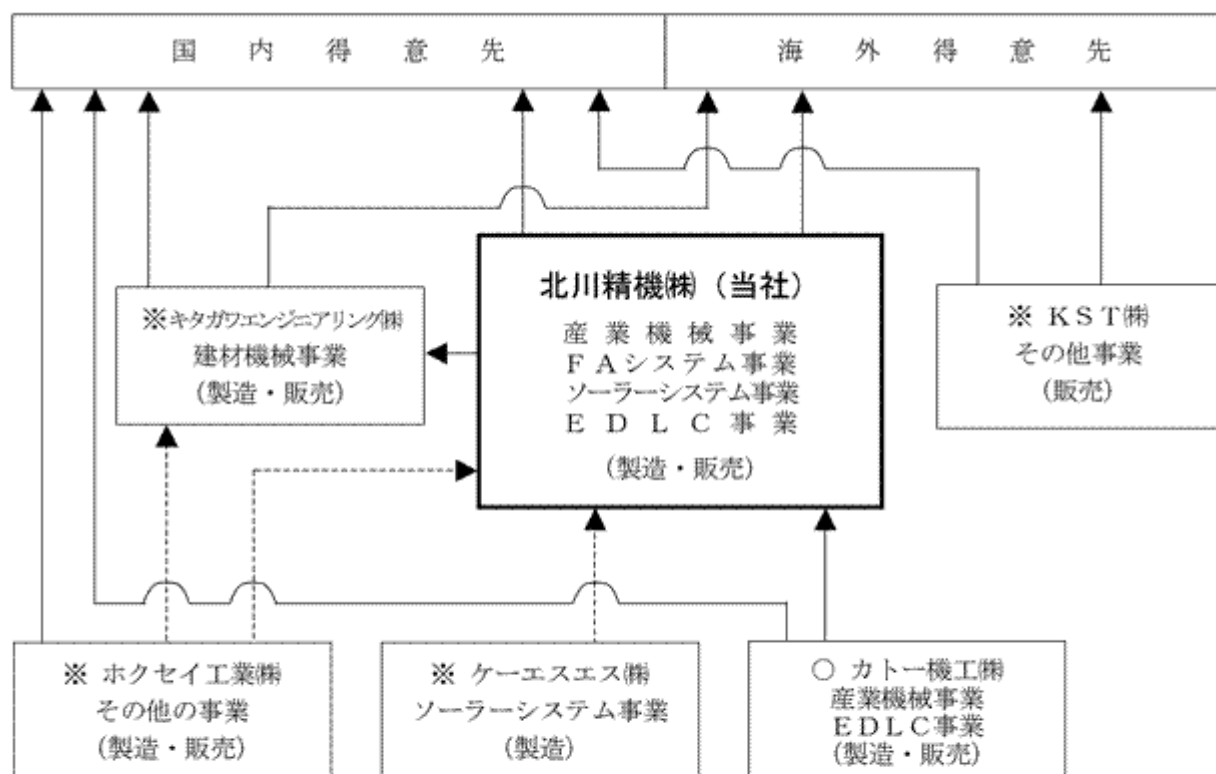 国内得意先
海外得意先
北川精機㈱（当社）
産業機械事業
ＦＡシステム事業
ソーラーシステム事業
ＥＤＬＣ事業
（製造・販売）
※キタガワエンジニアリング㈱
建材機械事業
（製造・販売）
※ ＫＳＴ㈱
その他事業
（販売）
※ ホクセイ工業㈱
その他の事業
（製造・販売）
※ ケーエスエス㈱
ソーラーシステム事業
（製造）
○ カトー機工㈱
産業機械事業
ＥＤＬＣ事業
（製造・販売）